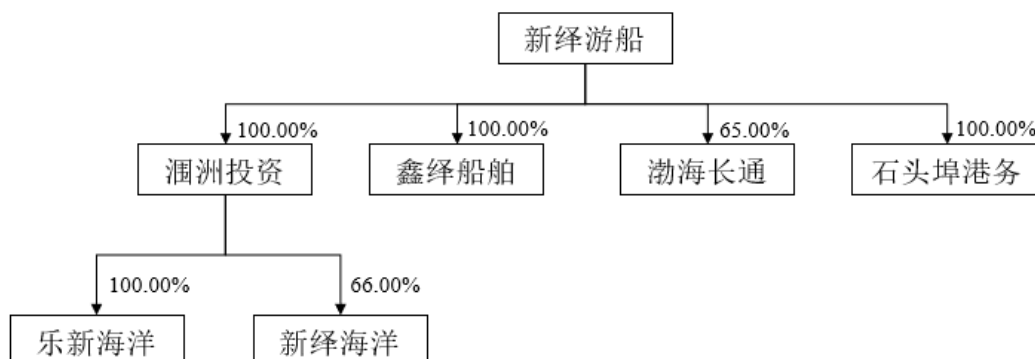 新绎游船
100.00%
100.00%
65.00%
100.00%
涠洲投资
鑫绎船舶
渤海长通
石头埠港务
100.00%
66.00%
乐新海洋
新绎海洋